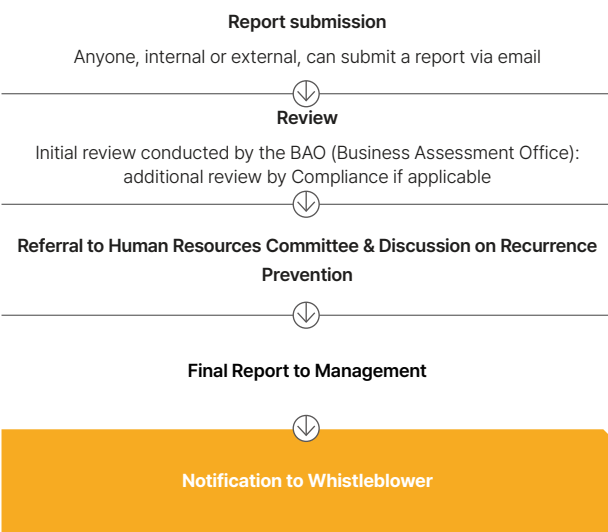 Report submission
Anyone, internal or external, can submit a report via email
Review
Initial review conducted by the BAO (Business Assessment Office):
additional review by Compliance if applicable
Referral to Human Resources Committee & Discussion on Recurrence
Prevention
Final Report to Management
Notification to Whistleblower